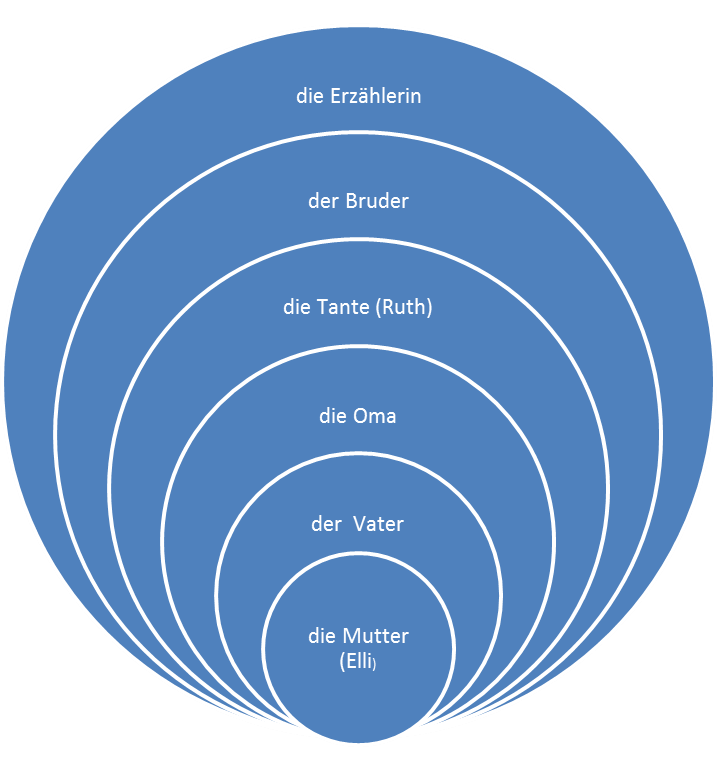 die Erzählerin
der Bruder
die Tante (Ruth)
die Oma
der  Vater
die Mutter
(Elli)